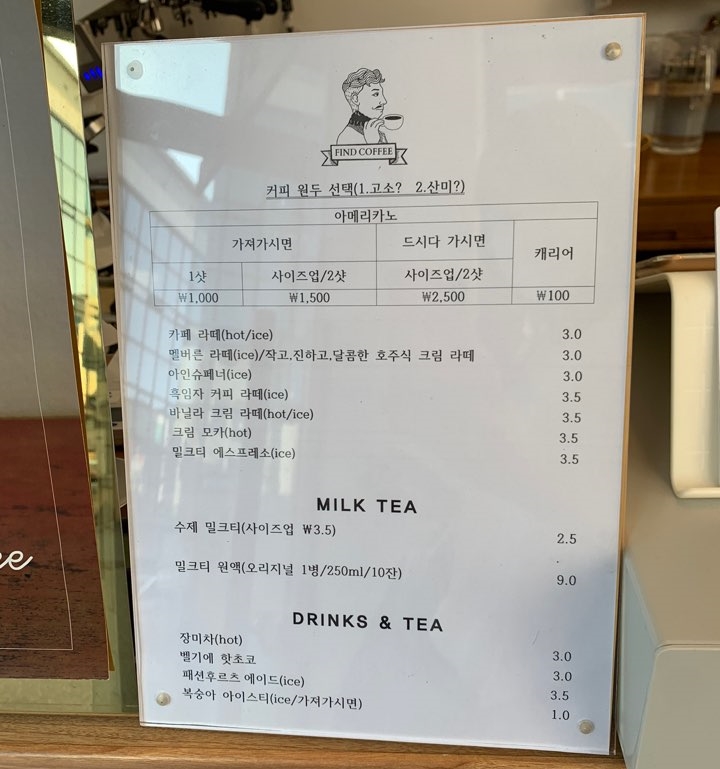 FIND COFFEE
커피 원두 선택(1.고소? 2.산미?)
아메리카노
가져가시면 드시다 가시면 캐리어
1샷 사이즈업/2샷 사이즈업/2샷
₩1,000 ₩1,500 ₩2,500 ₩100
카페 라떼(hot/ice) 3.0
멜버른 라떼(ice)/작고,진하고,달콤한 호주식 크림 라떼 3.0
아인슈페너(ice) 3.0
흑임자 커피 라떼(ice) 3.5
바닐라 크림 라떼(hot/ice) 3.5
크림 모카(hot) 3.5
밀크티 에스프레소(ice) 3.5
MILK TEA
수제 밀크티(사이즈업 ₩3.5) 2.5
밀크티 원액(오리지널 1병/250ml/10잔) 9.0
DRINKS & TEA
장미차(hot) 3.0
벨기에 핫초코 3.0
패션후르츠 에이드(ice) 3.5
복숭아 아이스티(ice/가져가시면) 1.0